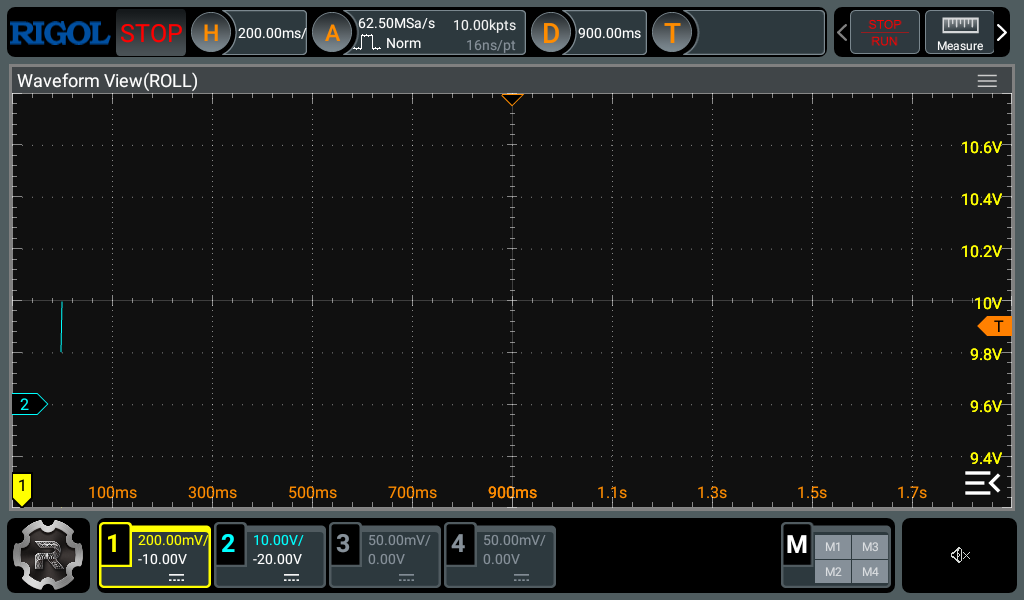 RIGOL STOP H 200.00ms/ A 62.50MSa/s 10.00kpts D 900.00ms T STOP
Norm 16ns/pt RUN Measure
Waveform View(ROLL)
10.6V
10.4V
10.2V
10V
T
9.8V
2 9.6V
9.4V
1
100ms 300ms 500ms 700ms 900ms 1.1s 1.3s 1.5s 1.7s
1 200.00mV/ 2 10.00V/ 3 50.00mV/ 4 50.00mV/ M M1 M3
-10.00V -20.00V 0.00V 0.00V M2 M4
R